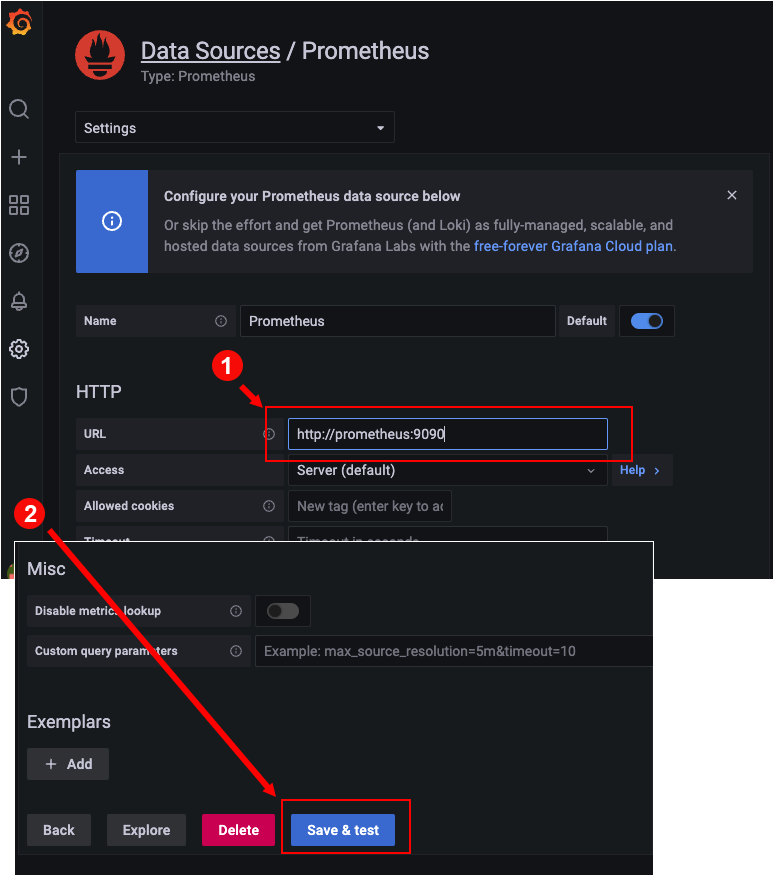 Data Sources / Prometheus
Type: Prometheus
Settings
Configure your Prometheus data source below
Or skip the effort and get Prometheus (and Loki) as fully-managed, scalable, and
hosted data sources from Grafana Labs with the free-forever Grafana Cloud plan.
Name Prometheus Default
1
HTTP
URL http://prometheus:9090
Access Server (default) Help
Allowed cookies New tag (enter key to ac
2
Timeout Timeout in seconds
Misc
Disable metrics lookup
Custom query parameters Example: max_source_resolution=5m&timeout=10
Exemplars
+ Add
Back Explore Delete Save & test